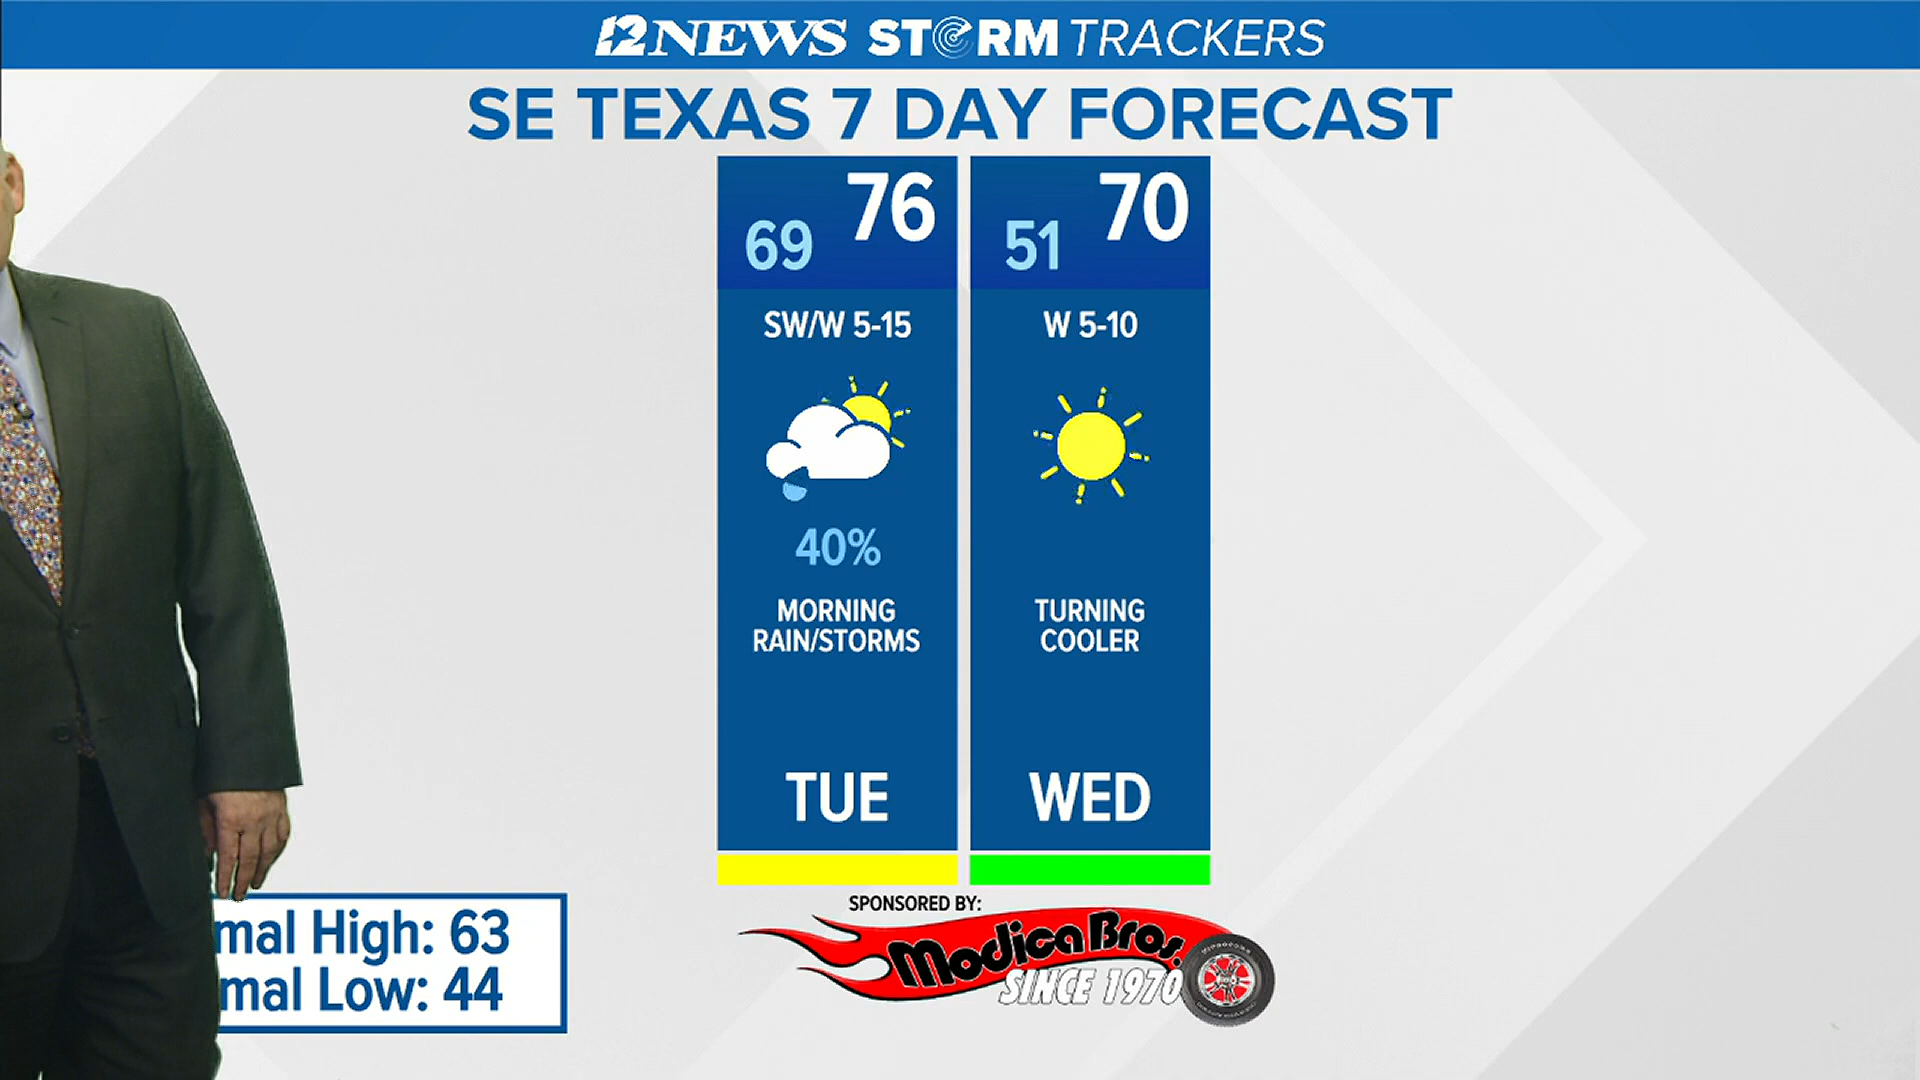 12NEWS STORM TRACKERS
SE TEXAS 7 DAY FORECAST
69 76
SW/W 5-15
40%
MORNING
RAIN/STORMS
TUE
51 70
W 5-10
TURNING
COOLER
WED
mal High: 63
mal Low: 44
SPONSORED BY:
Modica Bros.
SINCE 1970